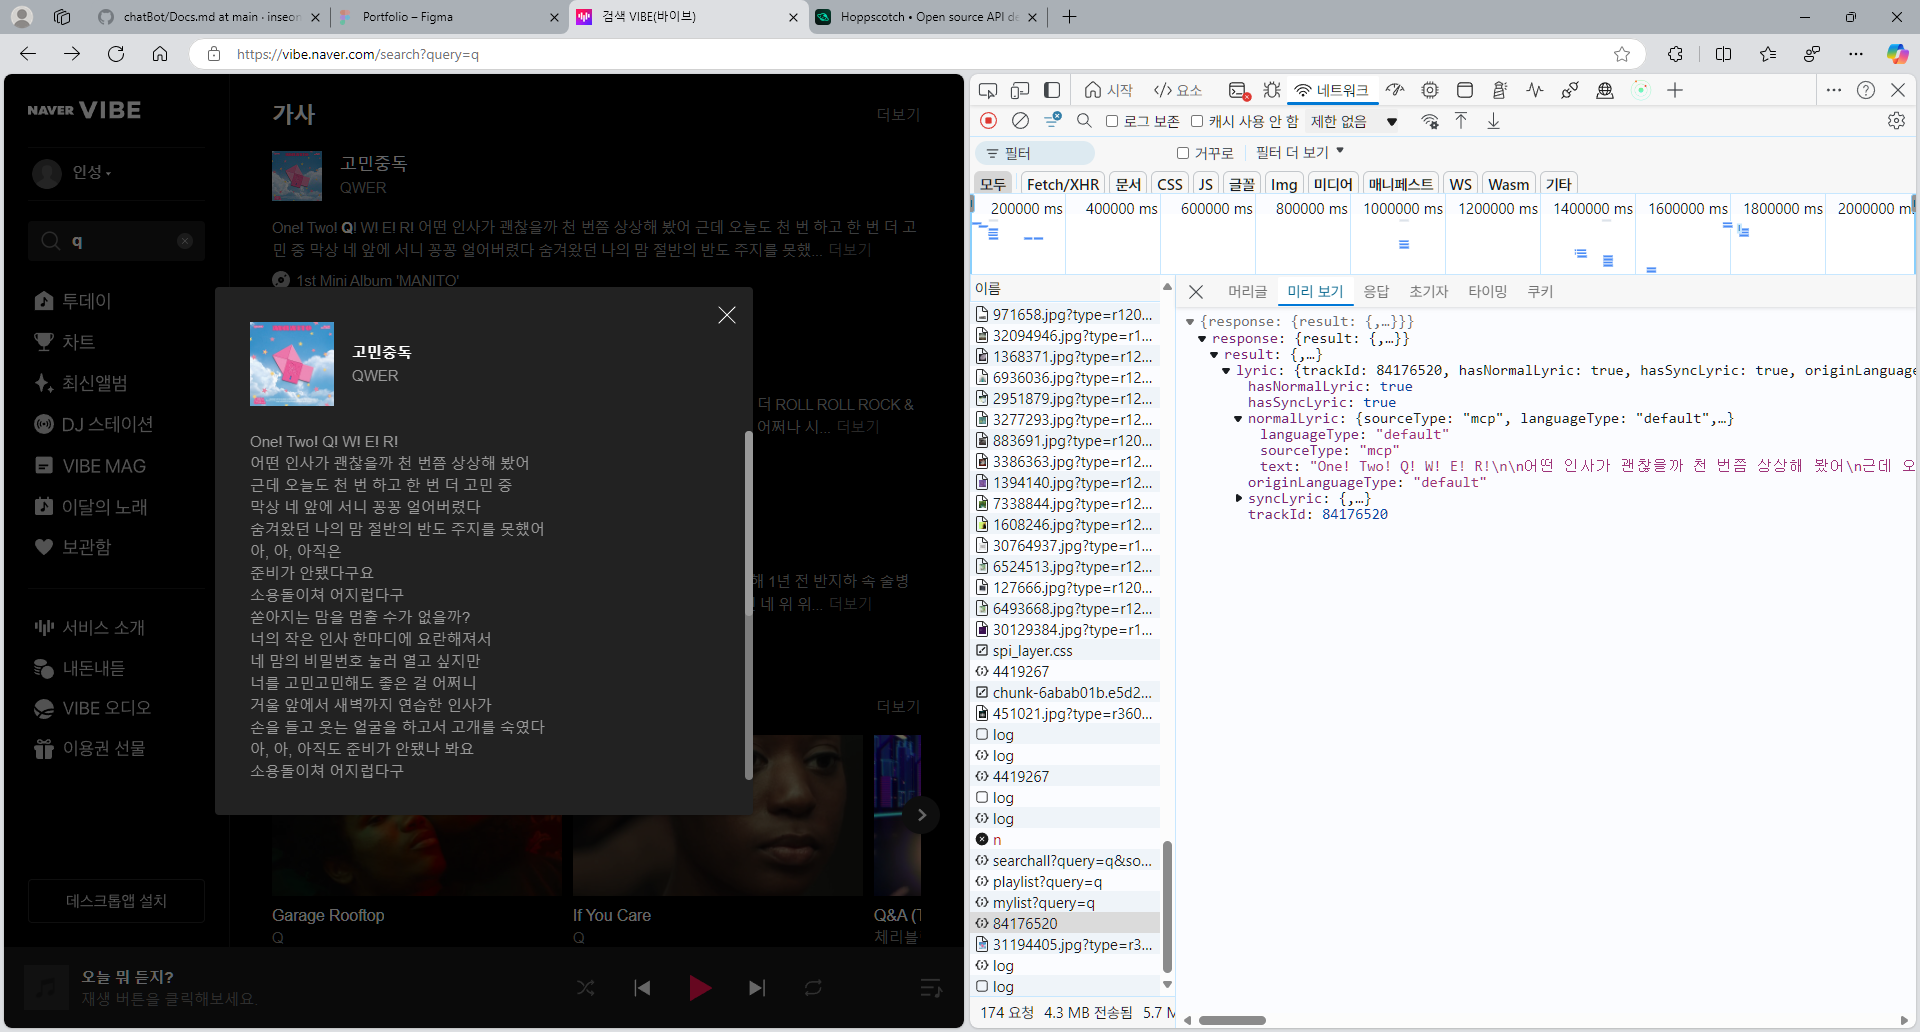 chatBot/Docs.md at main · inseon
Portfolio – Figma
검색 VIBE(바이브)
Hoppscotch • Open source API de
https://vibe.naver.com/search?query=q
NAVER VIBE
인성
q
투데이
차트
최신앨범
DJ 스테이션
VIBE MAG
이달의 노래
보관함
서비스 소개
내돈내듣
VIBE 오디오
이용권 선물
데스크톱앱 설치
가사
더보기
고민중독
QWER
One! Two! Q! W! E! R! 어떤 인사가 괜찮을까 천 번쯤 상상해 봤어 근데 오늘도 천 번 하고 한 번 더 고
민 중 막상 네 앞에 서니 꽁꽁 얼어버렸다 숨겨왔던 나의 맘 절반의 반도 주지를 못했... 더보기
1st Mini Album 'MANITO'
더 ROLL ROLL ROCK &
어쩌나 시... 더보기
해 1년 전 반지하 속 술병
네 위 위... 더보기
더보기
고민중독
QWER
One! Two! Q! W! E! R!
어떤 인사가 괜찮을까 천 번쯤 상상해 봤어
근데 오늘도 천 번 하고 한 번 더 고민 중
막상 네 앞에 서니 꽁꽁 얼어버렸다
숨겨왔던 나의 맘 절반의 반도 주지를 못했어
아, 아, 아직은
준비가 안됐다구요
소용돌이쳐 어지럽다구
쏟아지는 맘을 멈출 수가 없을까?
너의 작은 인사 한마디에 요란해져서
네 맘의 비밀번호 눌러 열고 싶지만
너를 고민고민해도 좋은 걸 어쩌니
거울 앞에서 새벽까지 연습한 인사가
손을 들고 웃는 얼굴을 하고서 고개를 숙였다
아, 아, 아직도 준비가 안됐나 봐요
소용돌이쳐 어지럽다구
Garage Rooftop
Q
If You Care
Q
Q&A (T
체리블
오늘 뭐 듣지?
재생 버튼을 클릭해보세요.
시작
요소
네트워크
로그 보존
캐시 사용 안 함
제한 없음
필터
거꾸로
필터 더 보기
모두 Fetch/XHR 문서 CSS JS 글꼴 Img 미디어 매니페스트 WS Wasm 기타
200000 ms 400000 ms 600000 ms 800000 ms 1000000 ms 1200000 ms 1400000 ms 1600000 ms 1800000 ms 2000000 m
이름
971658.jpg?type=r120...
32094946.jpg?type=r1...
1368371.jpg?type=r12...
6936036.jpg?type=r12...
2951879.jpg?type=r12...
3277293.jpg?type=r12...
883691.jpg?type=r120...
3386363.jpg?type=r12...
1394140.jpg?type=r12...
7338844.jpg?type=r12...
1608246.jpg?type=r12...
30764937.jpg?type=r1...
6524513.jpg?type=r12...
127666.jpg?type=r120...
6493668.jpg?type=r12...
30129384.jpg?type=r1...
spi_layer.css
4419267
chunk-6abab01b.e5d2...
451021.jpg?type=r360...
log
log
4419267
log
log
n
searchall?query=q&so...
playlist?query=q
mylist?query=q
84176520
31194405.jpg?type=r3...
log
log
174 요청 4.3 MB 전송됨 5.7 M
머리글 미리 보기 응답 초기자 타이밍 쿠키
{response: {result: {,…}}}
response: {result: {,…}}
result: {,…}
lyric: {trackId: 84176520, hasNormalLyric: true, hasSyncLyric: true, originLanguage
hasNormalLyric: true
hasSyncLyric: true
normalLyric: {sourceType: "mcp", languageType: "default",…}
languageType: "default"
sourceType: "mcp"
text: "One! Two! Q! W! E! R!\n\n어떤 인사가 괜찮을까 천 번쯤 상상해 봤어\n근데 오
originLanguageType: "default"
syncLyric: {,…}
trackId: 84176520